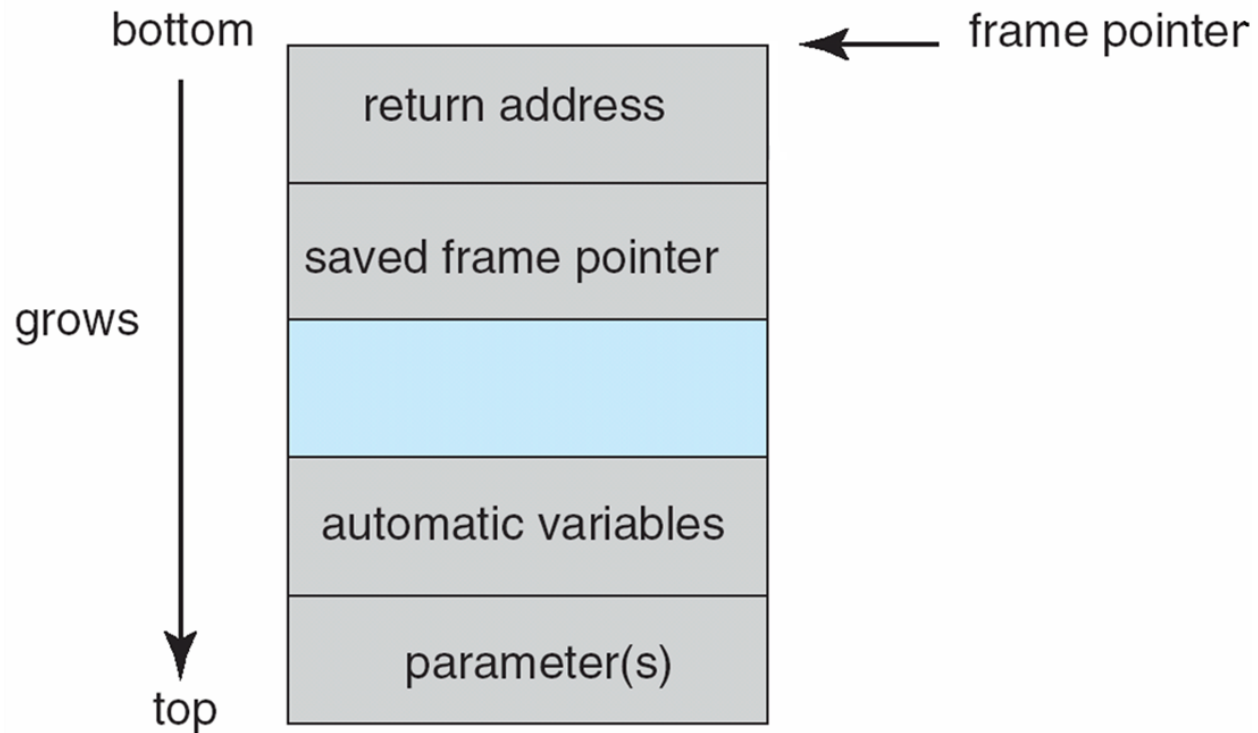 bottom
frame pointer
return address
saved frame pointer
grows
automatic variables
parameter(s)
top